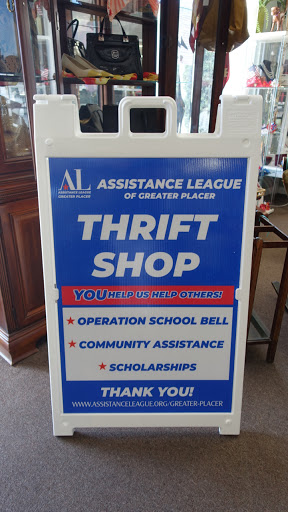 AL
ASSISTANCE LEAGUE
GREATER PLACER
ASSISTANCE LEAGUE
OF GREATER PLACER
THRIFT
SHOP
YOU HELP US HELP OTHERS!
★ OPERATION SCHOOL BELL
★ COMMUNITY ASSISTANCE
★ SCHOLARSHIPS
THANK YOU!
WWW.ASSISTANCELEAGUE.ORG/GREATER-PLACER